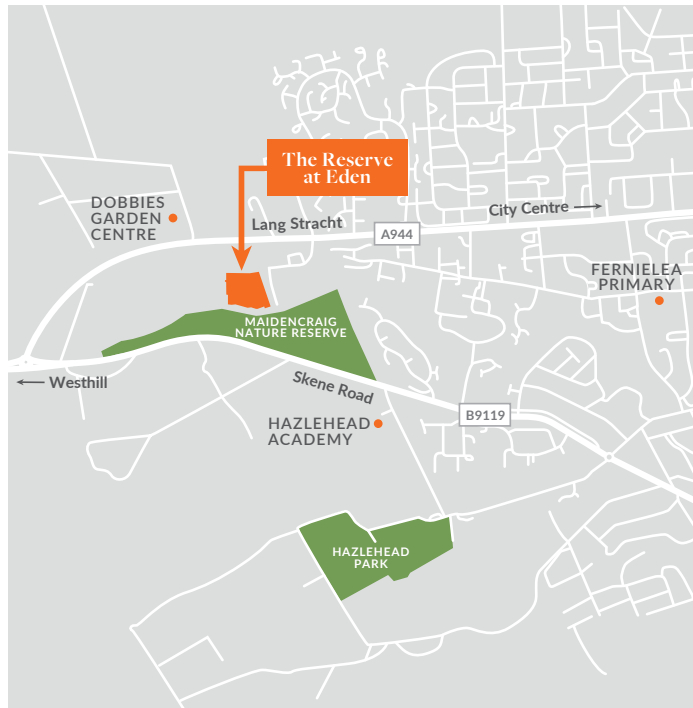 The Reserve
at Eden
DOBBIES
GARDEN
CENTRE
Lang Stracht
City Centre
A944
FERNIELEA
PRIMARY
MAIDENCRAIG
NATURE RESERVE
Westhill
Skene Road
B9119
HAZLEHEAD
ACADEMY
HAZLEHEAD
PARK